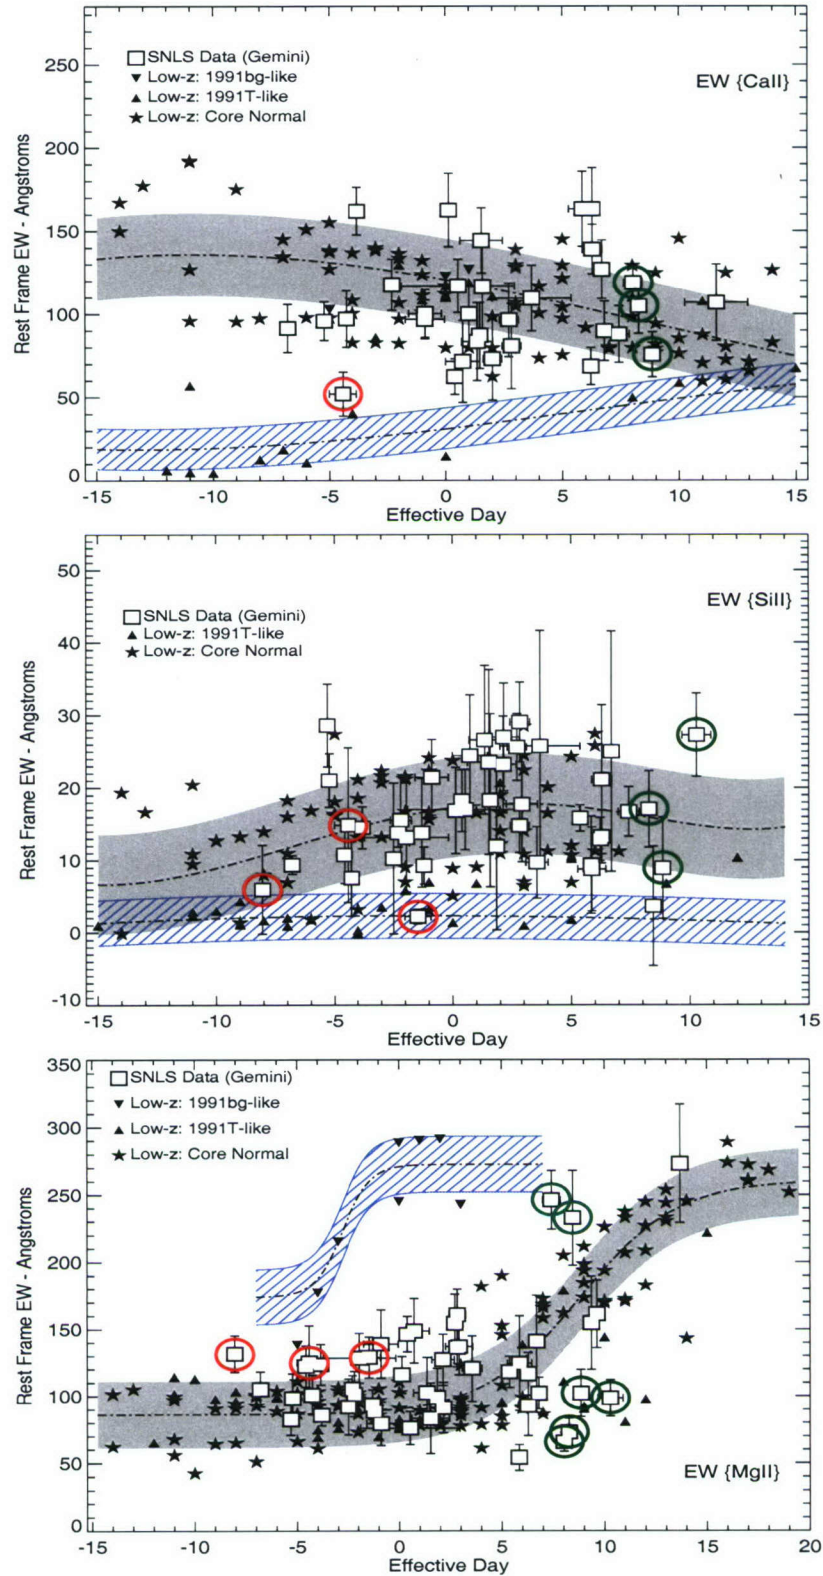 250
200
150
100
50
0
Rest Frame EW - Angstroms
SNLS Data (Gemini)
Low-z: 1991bg-like
Low-z: 1991T-like
Low-z: Core Normal
EW {CaII}
-15 -10 -5 0 5 10 15
Effective Day
50
40
30
20
10
0
-10
Rest Frame EW - Angstroms
SNLS Data (Gemini)
Low-z: 1991T-like
Low-z: Core Normal
EW {SiII}
-15 -10 -5 0 5 10
Effective Day
350
300
250
200
150
100
50
0
Rest Frame EW - Angstroms
SNLS Data (Gemini)
Low-z: 1991bg-like
Low-z: 1991T-like
Low-z: Core Normal
EW {MgII}
-15 -10 -5 0 5 10 15 20
Effective Day